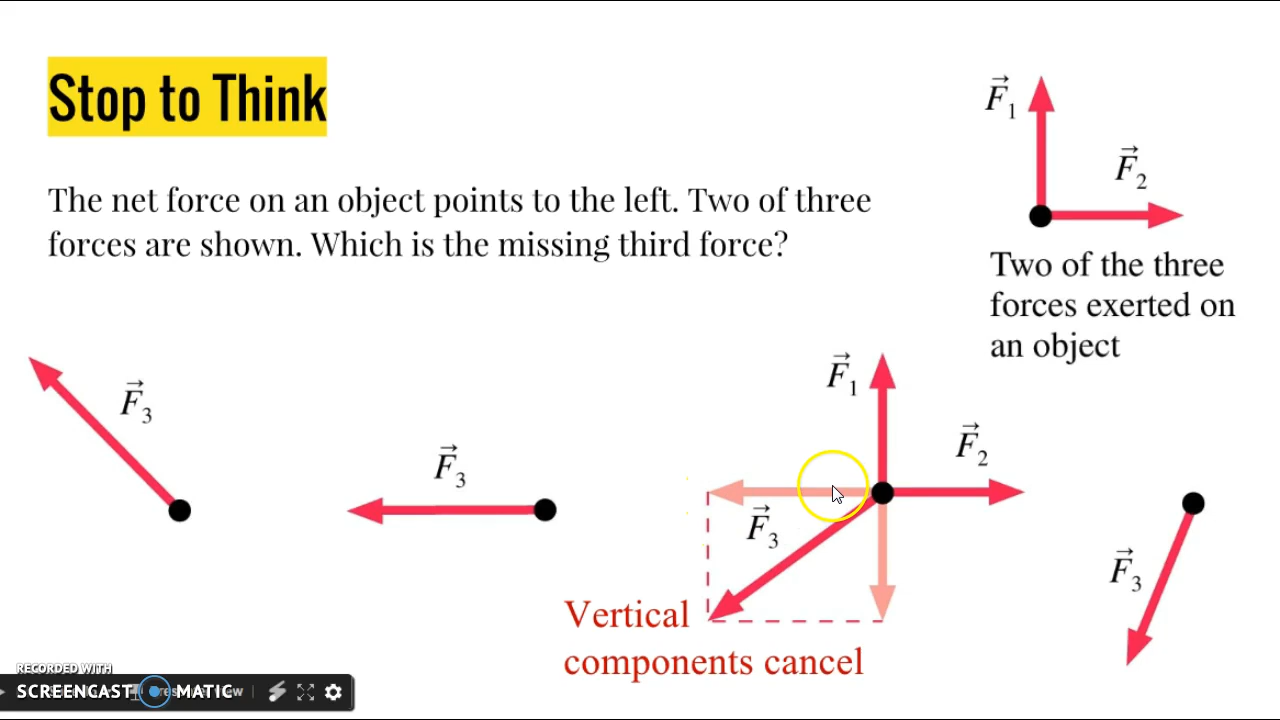 Stop to Think
The net force on an object points to the left. Two of three
forces are shown. Which is the missing third force?
F⃗₁
F⃗₂
Two of the three
forces exerted on
an object
F⃗₃
F⃗₃
F⃗₁
F⃗₂
F⃗₃
Vertical
components cancel
F⃗₃
RECORDED WITH
SCREENCAST MATIC